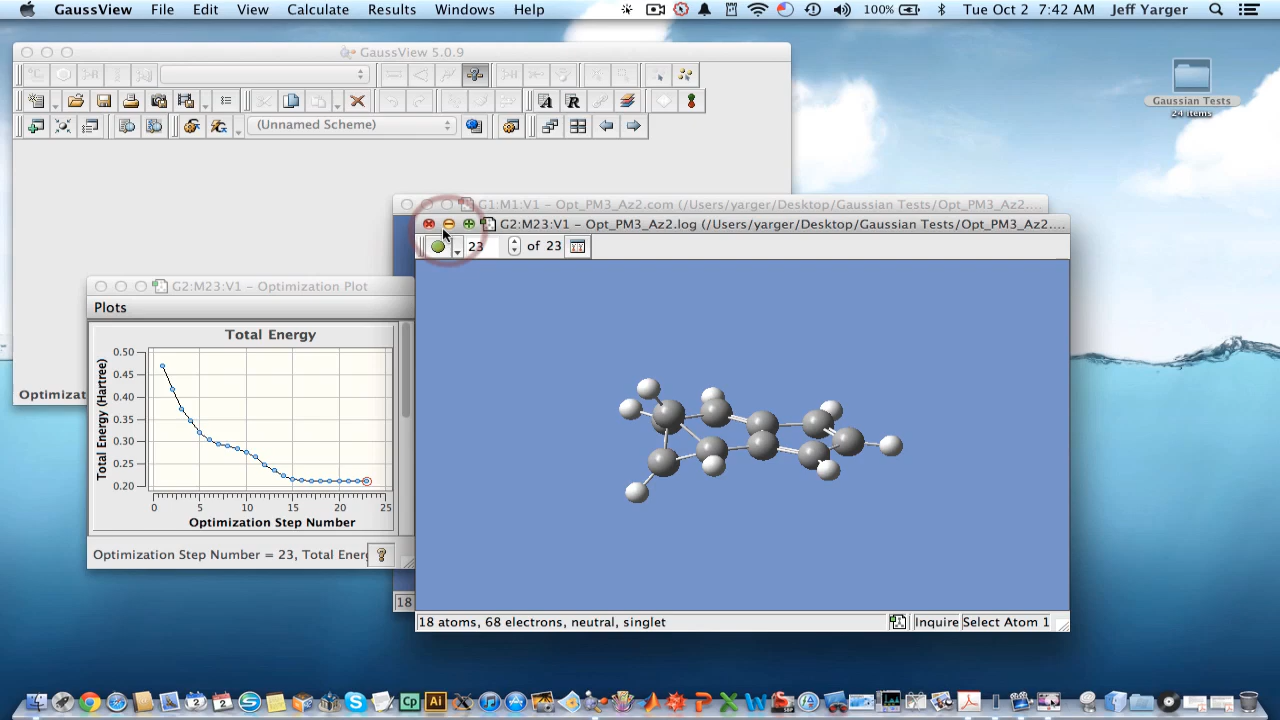 GaussView File Edit View Calculate Results Windows Help 100% Tue Oct 2 7:42 AM Jeff Yarger
GaussView 5.0.9
(Unnamed Scheme)
Gaussian Tests
24 items
G1:M1:V1 - Opt_PM3_Az2.com (/Users/yarger/Desktop/Gaussian Tests/Opt_PM3_Az2....
G2:M23:V1 - Opt_PM3_Az2.log (/Users/yarger/Desktop/Gaussian Tests/Opt_PM3_Az2....
23 of 23
G2:M23:V1 - Optimization Plot
Plots
Total Energy
Total Energy (Hartree)
0.50
0.45
0.40
0.35
0.30
0.25
0.20
0 5 10 15 20 25
Optimization Step Number
Optimization Step Number = 23, Total Ener
Optimizat
18
18 atoms, 68 electrons, neutral, singlet
Inquire Select Atom 1